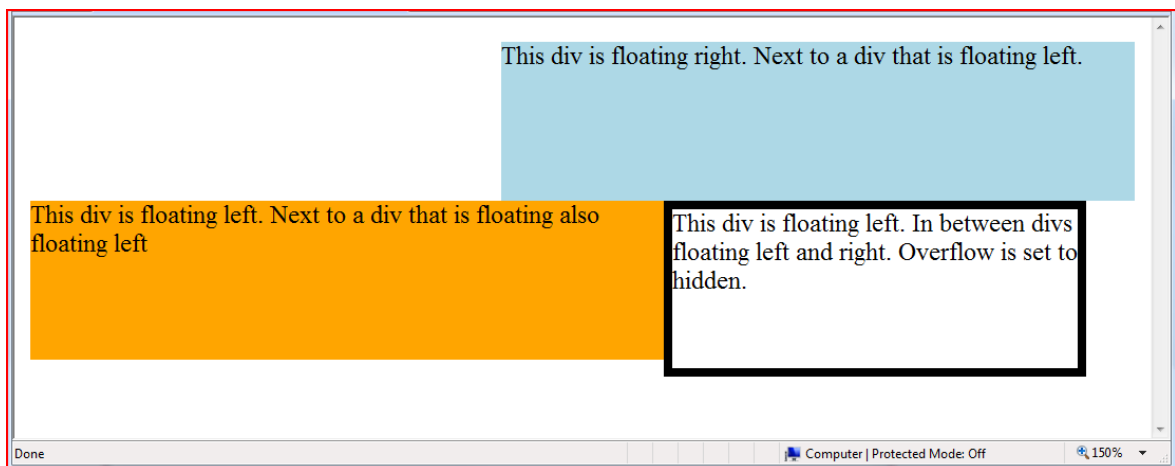 This div is floating right. Next to a div that is floating left.
This div is floating left. Next to a div that is floating also
floating left
This div is floating left. In between divs
floating left and right. Overflow is set to
hidden.
Done
Computer | Protected Mode: Off
150%